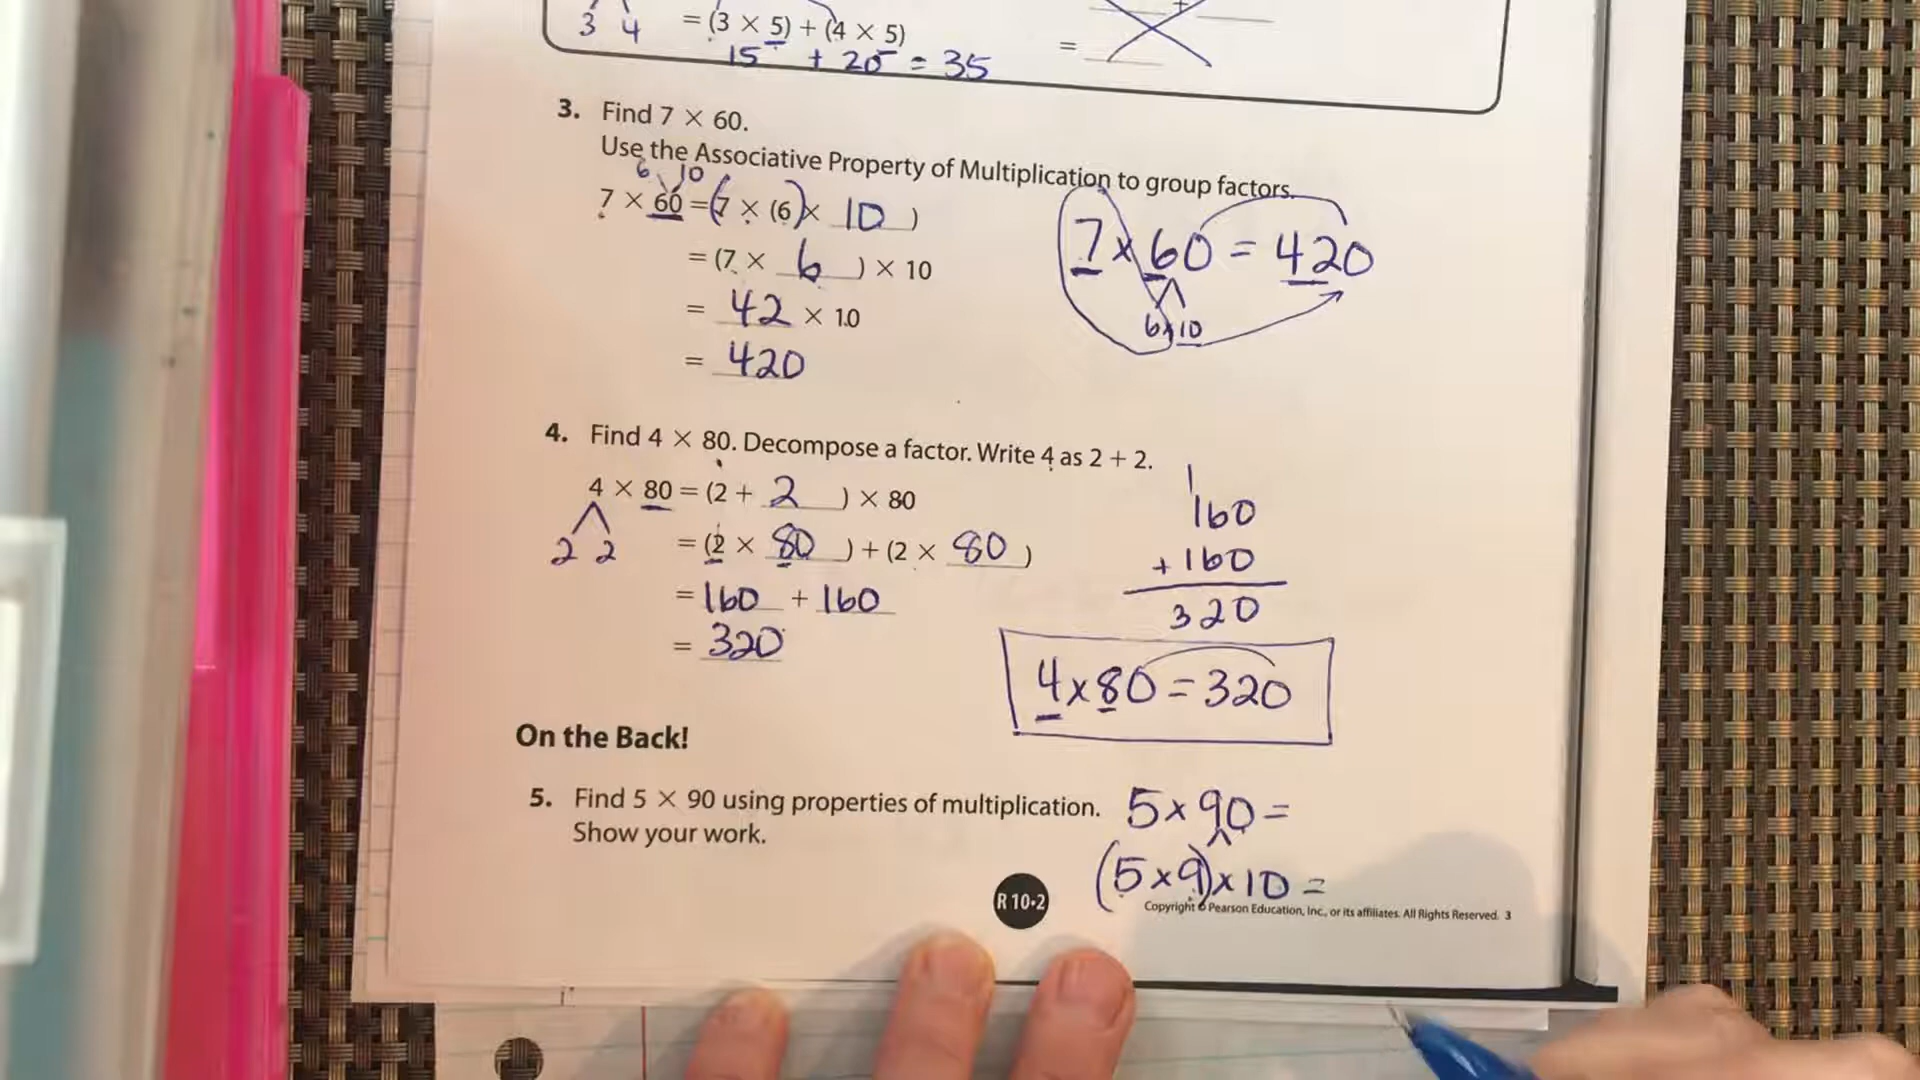 3 4 = (3 × 5) + (4 × 5)
15 + 20 = 35
+
=
3. Find 7 × 60.
Use the Associative Property of Multiplication to group factors.
6 10
7 × 60 = (7 × (6) × 10 )
= (7 × 6 ) × 10
= 42 × 10
= 420
7 x 60 = 420
6 x 10
4. Find 4 × 80. Decompose a factor. Write 4 as 2 + 2.
4 × 80 = (2 + 2 ) × 80
2 2 = (2 × 80 ) + (2 × 80 )
= 160 + 160
= 320
1
160
+ 160
320
4 x 80 = 320
On the Back!
5. Find 5 × 90 using properties of multiplication.
Show your work.
5 x 90 =
(5 x 9) x 10 =
R 10•2
Copyright © Pearson Education, Inc., or its affiliates. All Rights Reserved. 3